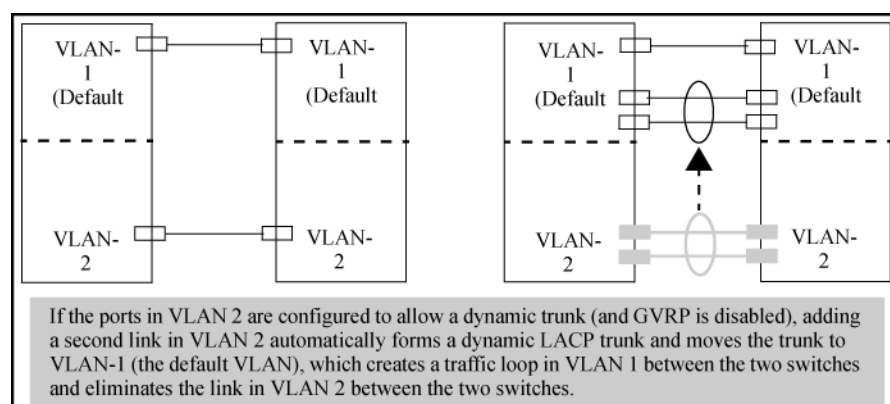 VLAN-
1
(Default
VLAN-
1
(Default
VLAN-
1
(Default
VLAN-
1
(Default
VLAN-
2
VLAN-
2
VLAN-
2
VLAN-
2
If the ports in VLAN 2 are configured to allow a dynamic trunk (and GVRP is disabled), adding
a second link in VLAN 2 automatically forms a dynamic LACP trunk and moves the trunk to
VLAN-1 (the default VLAN), which creates a traffic loop in VLAN 1 between the two switches
and eliminates the link in VLAN 2 between the two switches.